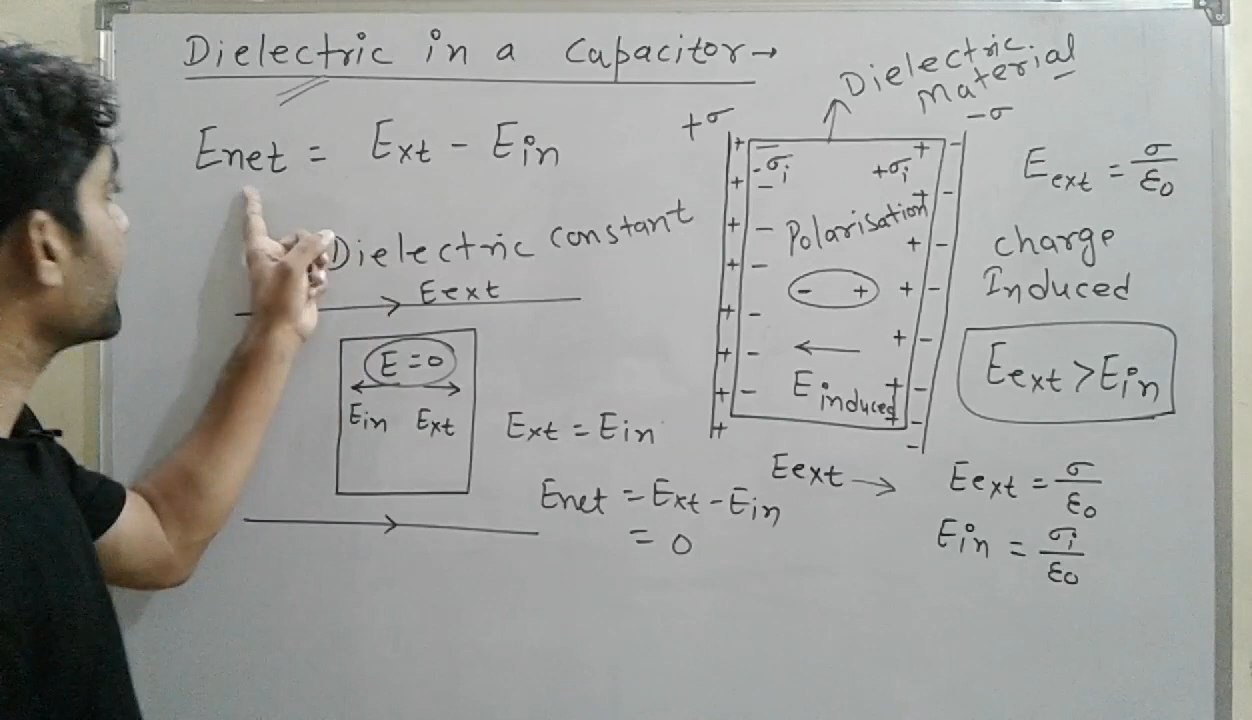 Dielectric in a Capacitor →
Enet = Ext - Ein
Dielectric constant
Eext
E = 0
Ein Ext
Ext = Ein
Enet = Ext - Ein
= 0
Dielectric
Material
+σ
-σ
-σi +σi
Polarisation
- +
E induced
Eext →
Eext = σ/ε0
charge
Induced
Eext > Ein
Eext = σ/ε0
Ein = σi/ε0